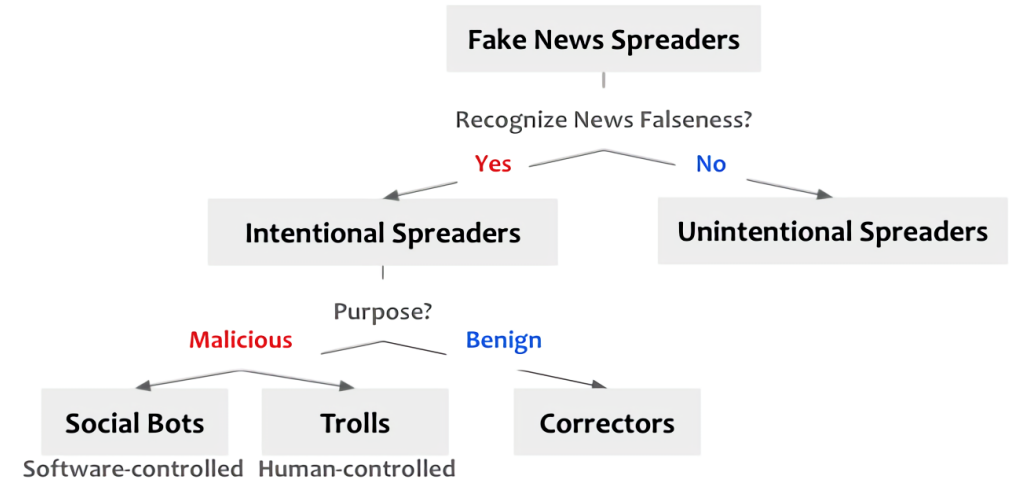 Fake News Spreaders
Recognize News Falseness?
Yes
No
Intentional Spreaders
Unintentional Spreaders
Purpose?
Malicious
Benign
Social Bots
Trolls
Correctors
Software-controlled
Human-controlled